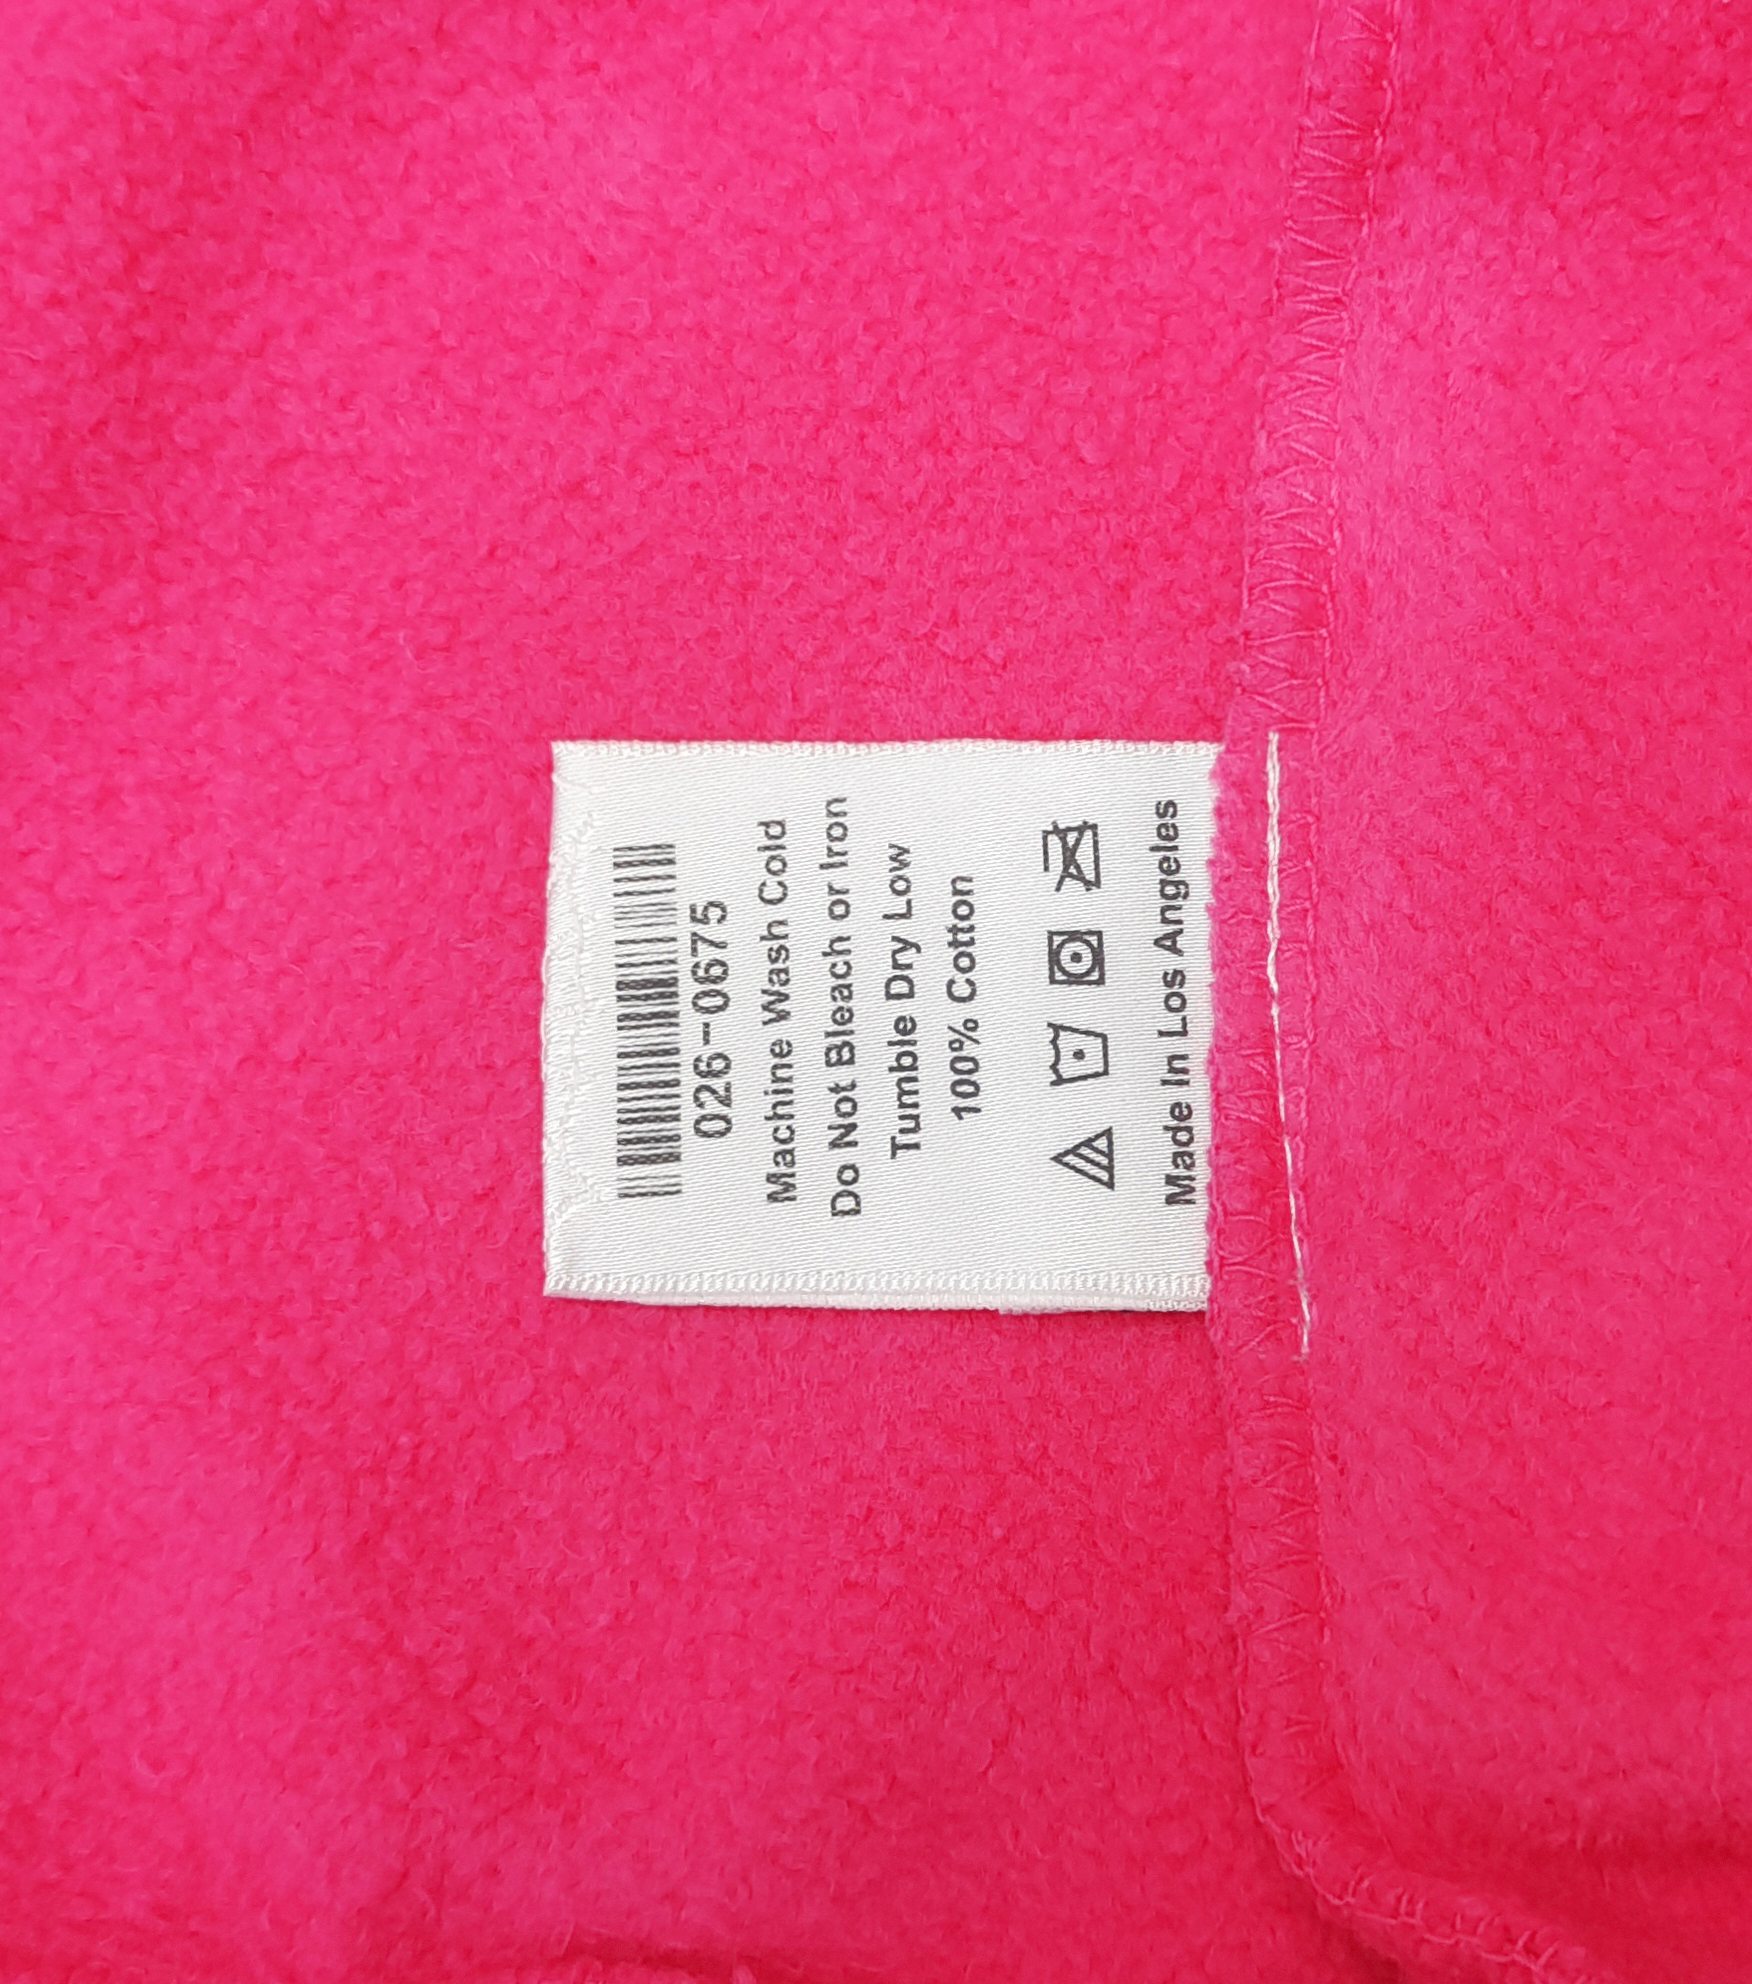 026-0675
Machine Wash Cold
Do Not Bleach or Iron
Tumble Dry Low
100% Cotton
Made In Los Angeles